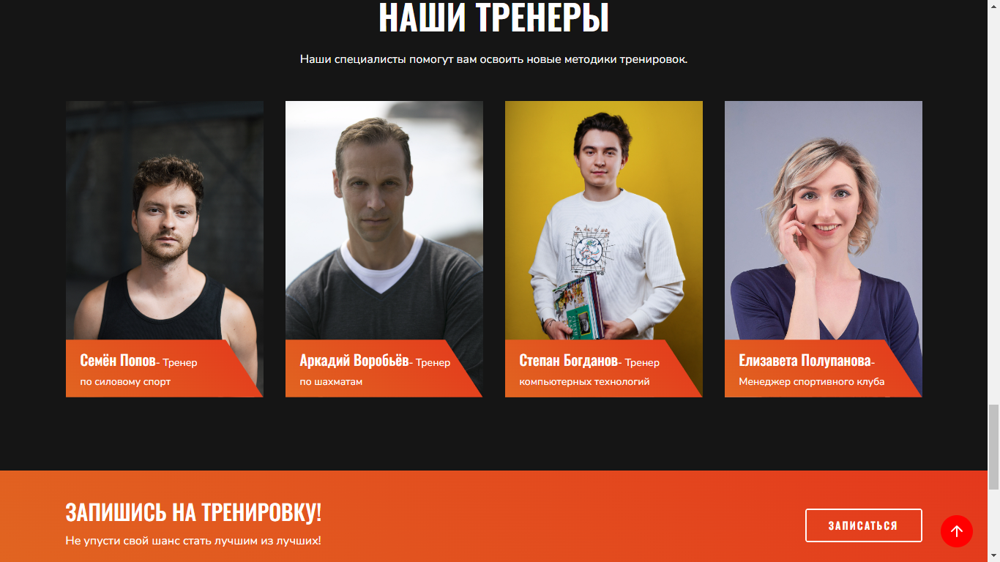 НАШИ ТРЕНЕРЫ
Наши специалисты помогут вам освоить новые методики тренировок.
Семён Попов- Тренер
по силовому спорт
Аркадий Воробьёв- Тренер
по шахматам
Степан Богданов- Тренер
компьютерных технологий
Елизавета Полупанова-
Менеджер спортивного клуба
ЗАПИШИСЬ НА ТРЕНИРОВКУ!
Не упусти свой шанс стать лучшим из лучших!
ЗАПИСАТЬСЯ